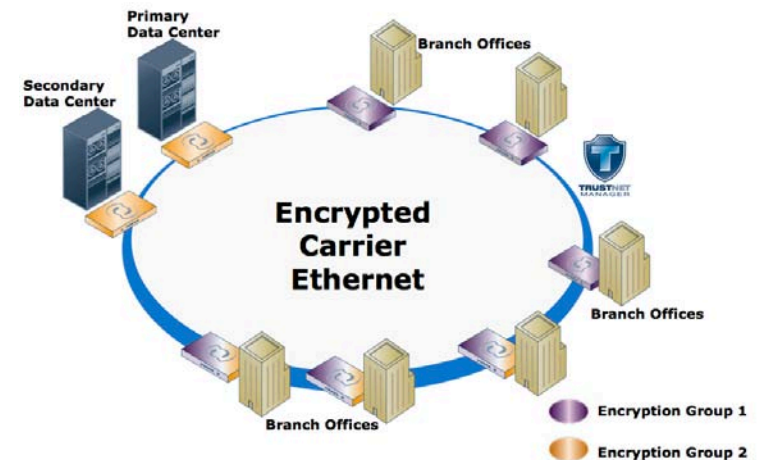 Primary
Data Center
Secondary
Data Center
Branch Offices
T
TRUSTNET
MANAGER
Encrypted
Carrier
Ethernet
Branch Offices
Branch Offices
Encryption Group 1
Encryption Group 2